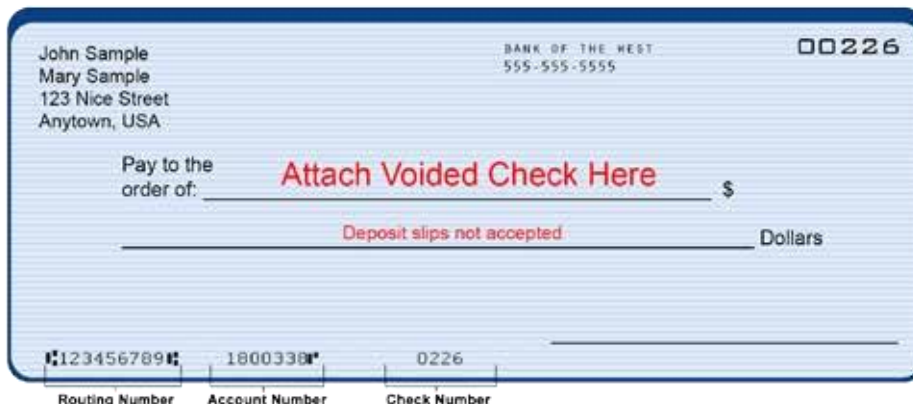 John Sample
Mary Sample
123 Nice Street
Anytown, USA
BANK OF THE WEST
555-555-5555
00226
Pay to the
order of: Attach Voided Check Here $
Deposit slips not accepted Dollars
⑆123456789⑆ 1800338⑈ 0226
Routing Number Account Number Check Number